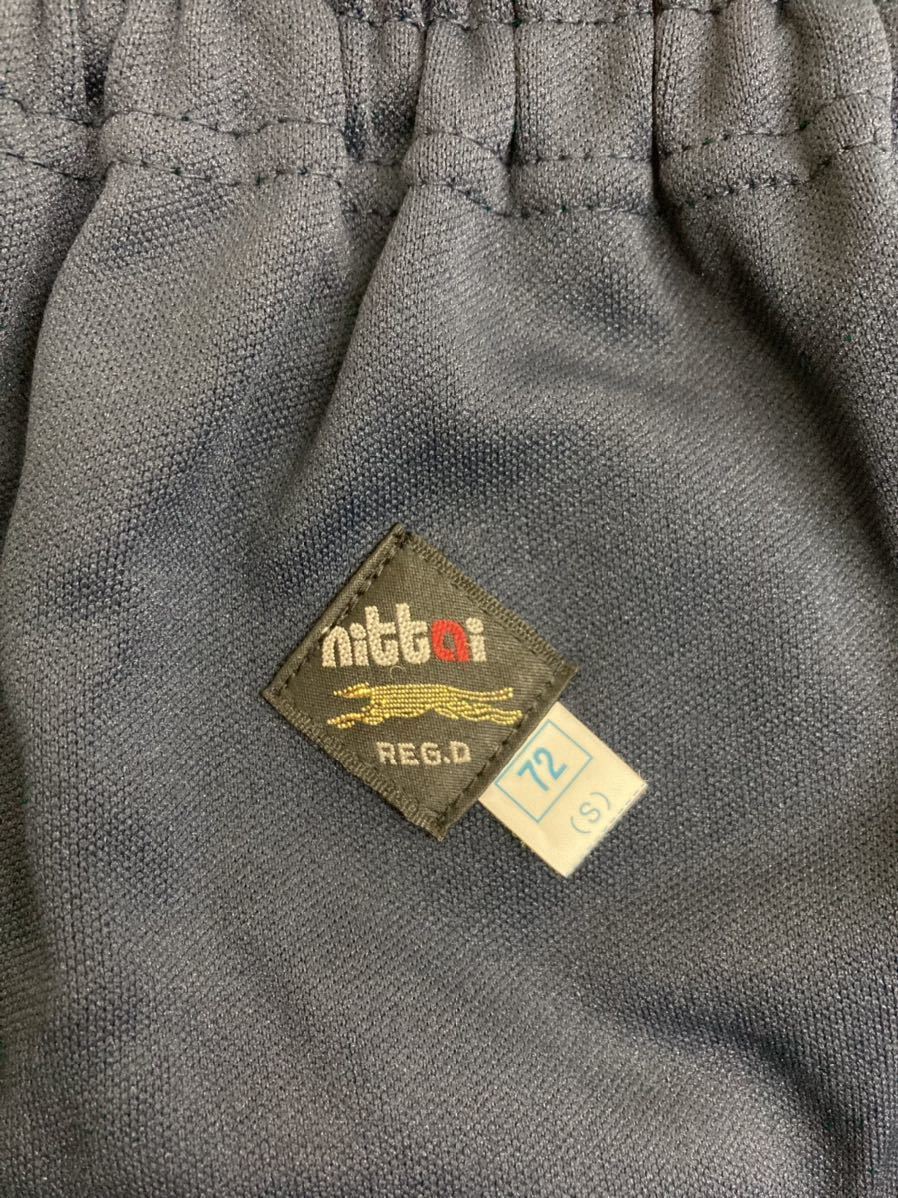 nittai
REG.D
72
(S)